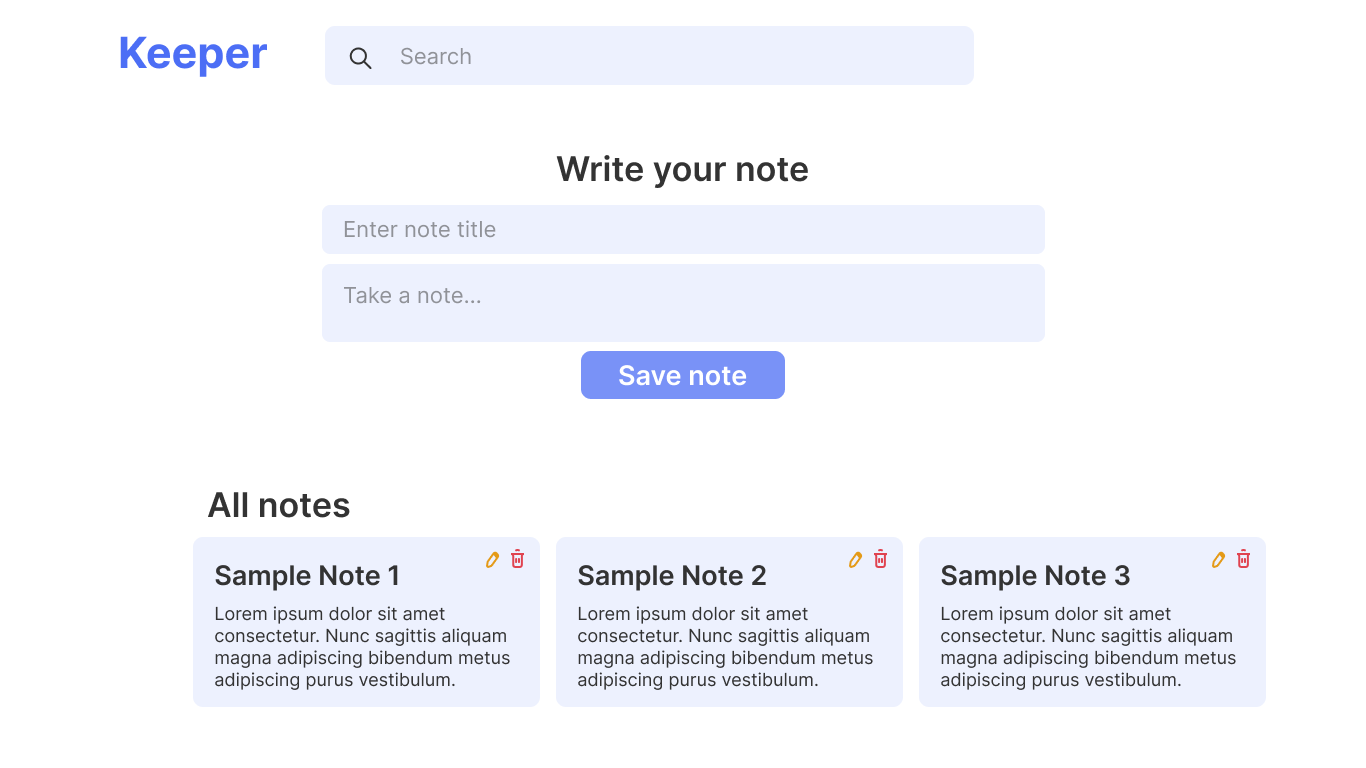 Keeper
Search
Write your note
Enter note title
Take a note...
Save note
All notes
Sample Note 1
Lorem ipsum dolor sit amet
consectetur. Nunc sagittis aliquam
magna adipiscing bibendum metus
adipiscing purus vestibulum.
Sample Note 2
Lorem ipsum dolor sit amet
consectetur. Nunc sagittis aliquam
magna adipiscing bibendum metus
adipiscing purus vestibulum.
Sample Note 3
Lorem ipsum dolor sit amet
consectetur. Nunc sagittis aliquam
magna adipiscing bibendum metus
adipiscing purus vestibulum.